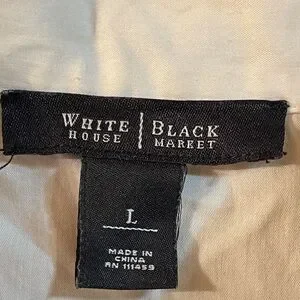 WHITE | BLACK
HOUSE | MARKET
L
MADE IN
CHINA
RN 111459